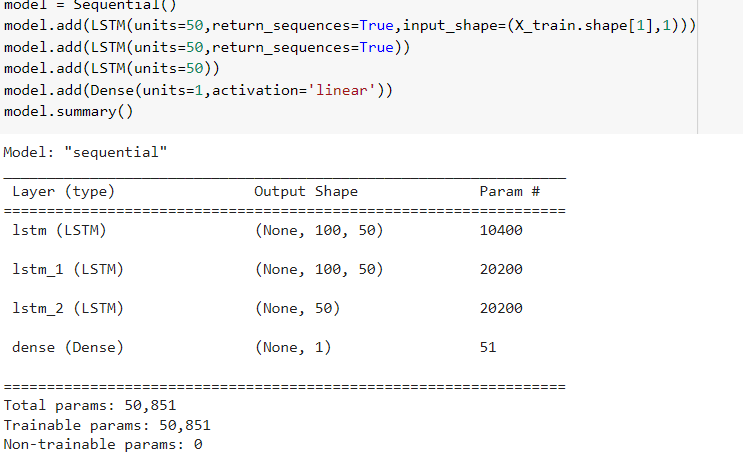 model = Sequential()
model.add(LSTM(units=50,return_sequences=True,input_shape=(X_train.shape[1],1)))
model.add(LSTM(units=50,return_sequences=True))
model.add(LSTM(units=50))
model.add(Dense(units=1,activation='linear'))
model.summary()
Model: "sequential"
_________________________________________________________________
Layer (type) Output Shape Param #
=================================================================
lstm (LSTM) (None, 100, 50) 10400
lstm_1 (LSTM) (None, 100, 50) 20200
lstm_2 (LSTM) (None, 50) 20200
dense (Dense) (None, 1) 51
=================================================================
Total params: 50,851
Trainable params: 50,851
Non-trainable params: 0